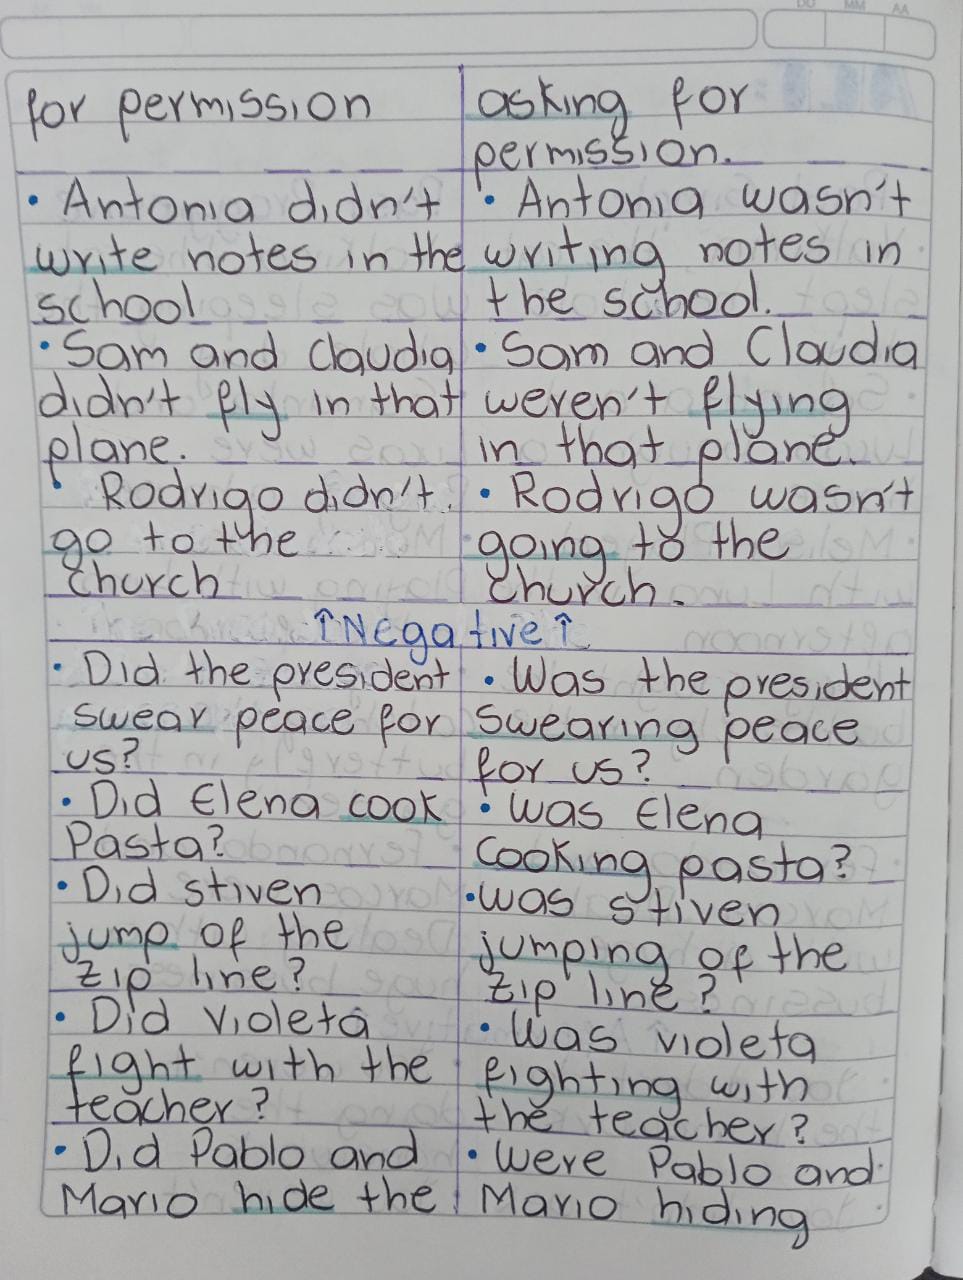 DD MM AA
for permission
• Antonia didn't
write notes in the
school
• Sam and Claudia
didn't fly in that
plane.
• Rodrigo didn't
go to the
church
asking for
permission.
• Antonia wasn't
writing notes in
the school.
• Sam and Claudia
weren't flying
in that plane.
• Rodrigo wasn't
going to the
church.
↑Negative↑
• Did the president
swear peace for
us?
• Did Elena cook
Pasta?
• Did stiven
jump of the
zip line?
• Did violeta
fight with the
teacher?
• Did Pablo and
Mario hide the
• Was the president
swearing peace
for us?
• Was Elena
cooking pasta?
• was stiven
jumping of the
zip line?
• Was violeta
fighting with
the teacher?
• Were Pablo and
Mario hiding